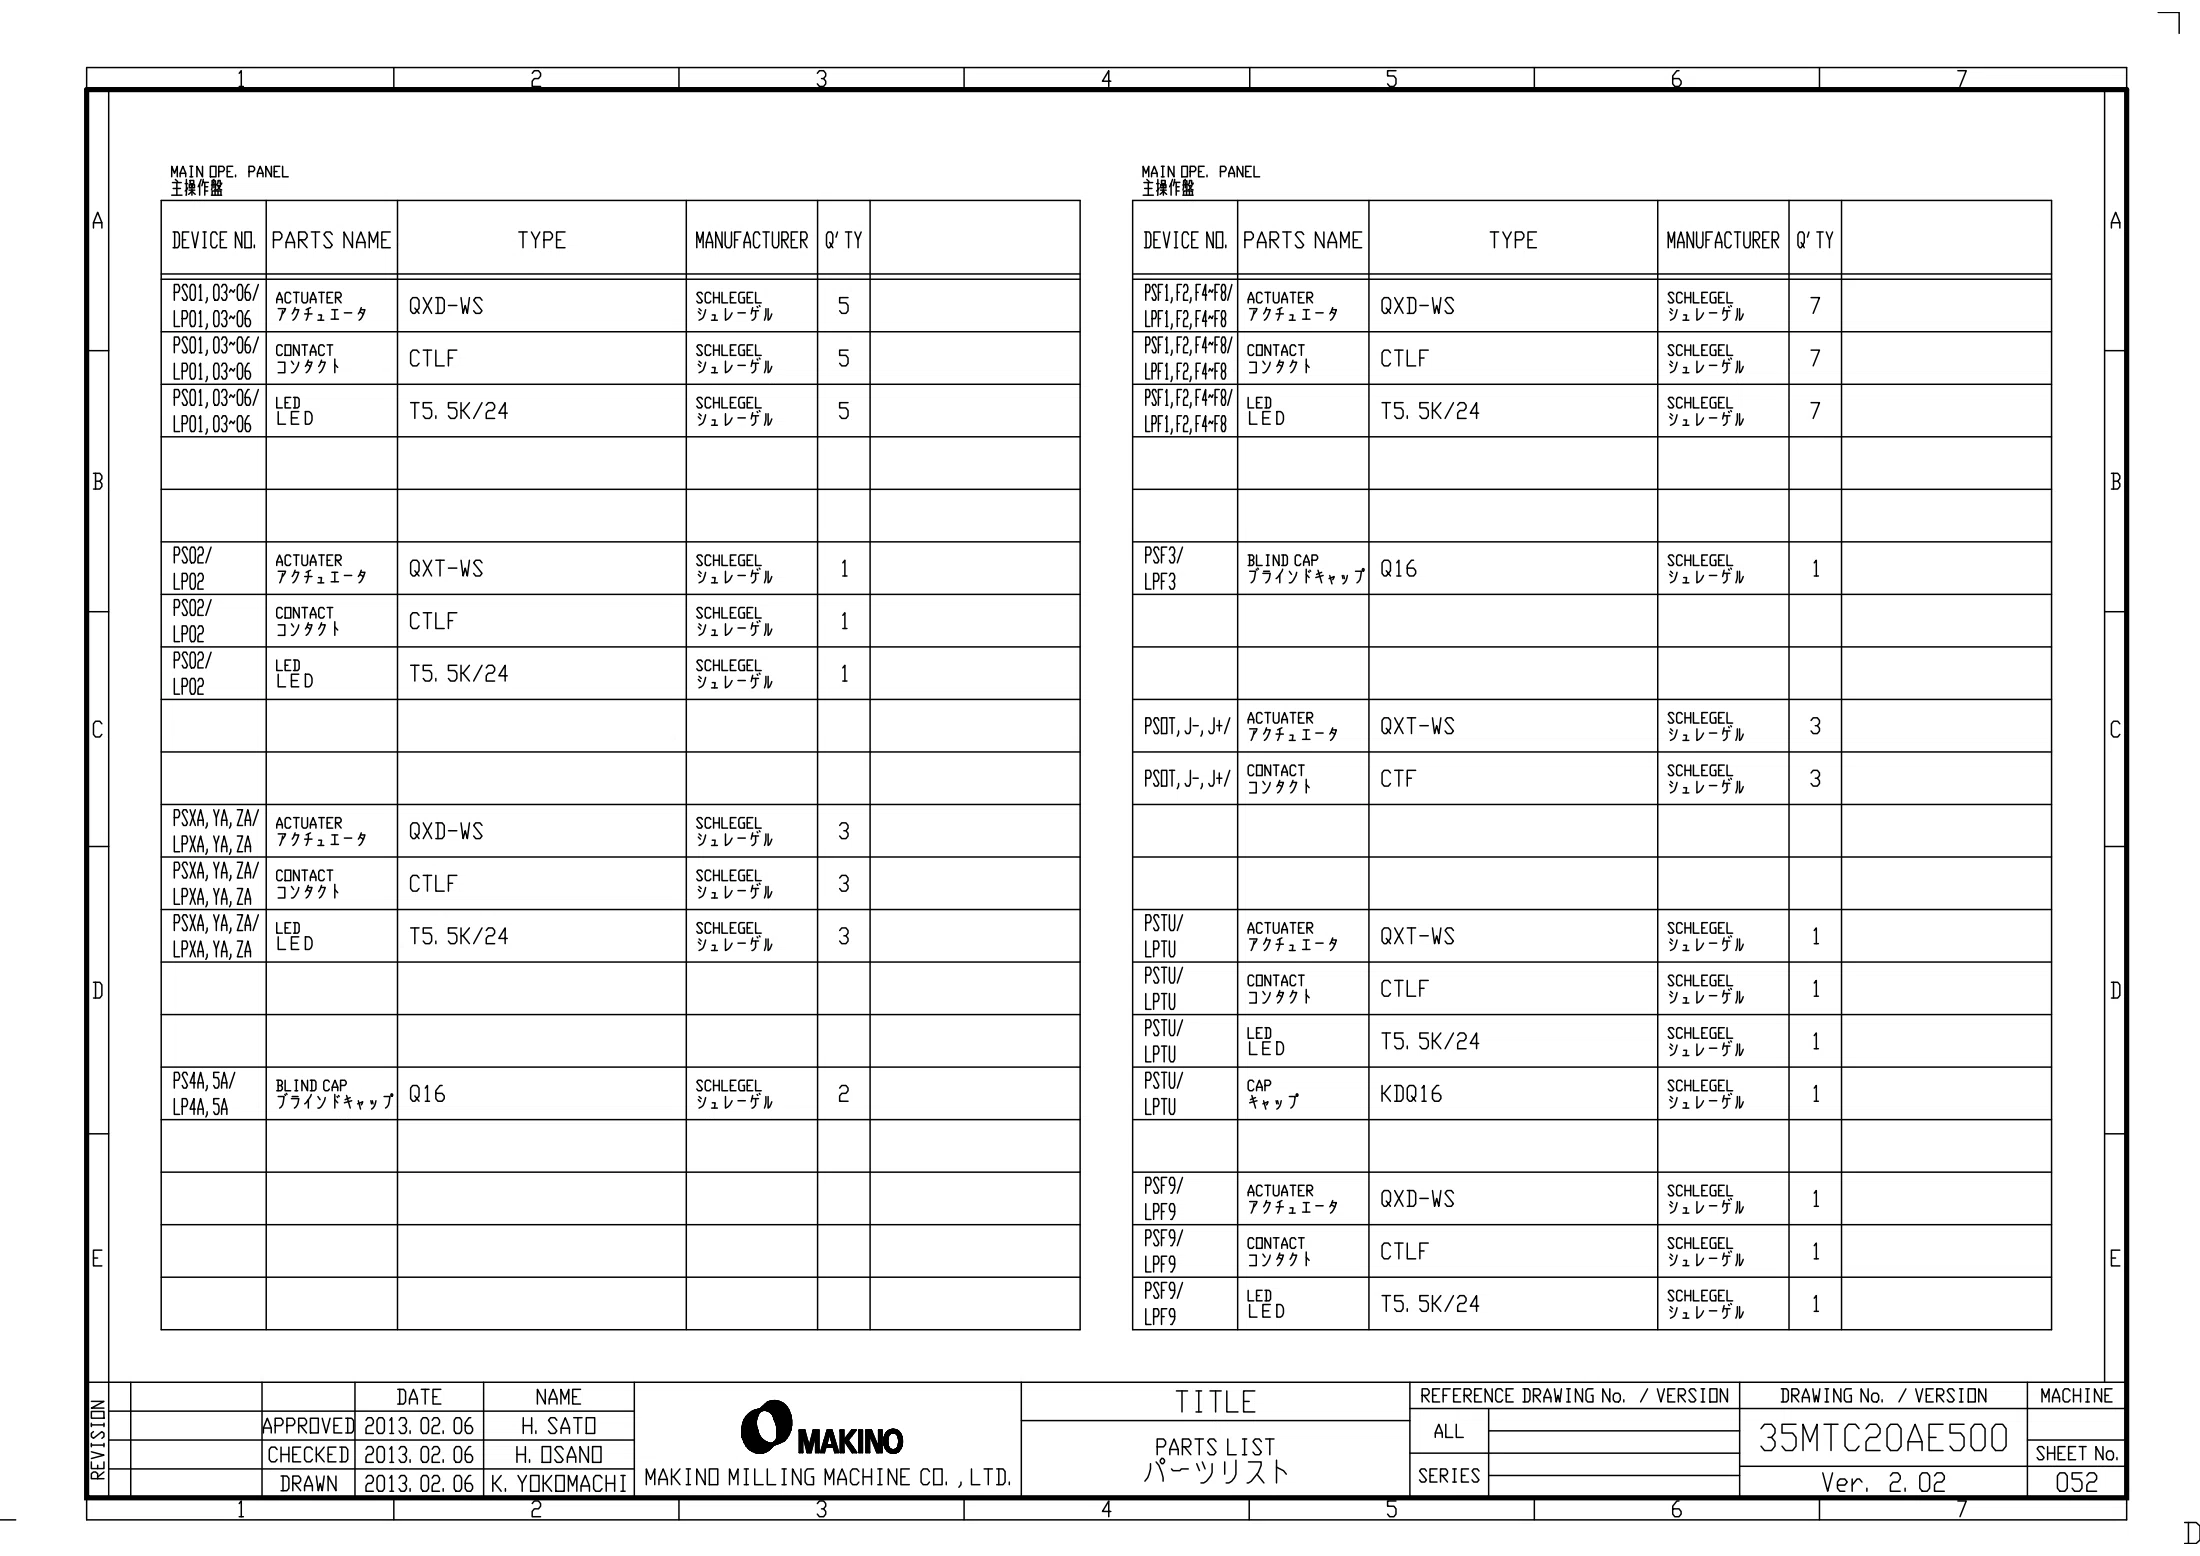 1 2 3 4 5 6 7
MAIN OPE. PANEL
主操作盤
DEVICE NO. PARTS NAME TYPE MANUFACTURER Q'TY
PS01,03~06/ LP01,03~06 ACTUATER アクチュエータ QXD-WS SCHLEGEL シュレーゲル 5
PS01,03~06/ LP01,03~06 CONTACT コンタクト CTLF SCHLEGEL シュレーゲル 5
PS01,03~06/ LP01,03~06 LED LED T5.5K/24 SCHLEGEL シュレーゲル 5
PS02/ LP02 ACTUATER アクチュエータ QXT-WS SCHLEGEL シュレーゲル 1
PS02/ LP02 CONTACT コンタクト CTLF SCHLEGEL シュレーゲル 1
PS02/ LP02 LED LED T5.5K/24 SCHLEGEL シュレーゲル 1
PSXA,YA,ZA/ LPXA,YA,ZA ACTUATER アクチュエータ QXD-WS SCHLEGEL シュレーゲル 3
PSXA,YA,ZA/ LPXA,YA,ZA CONTACT コンタクト CTLF SCHLEGEL シュレーゲル 3
PSXA,YA,ZA/ LPXA,YA,ZA LED LED T5.5K/24 SCHLEGEL シュレーゲル 3
PS4A,5A/ LP4A,5A BLIND CAP ブラインドキャップ Q16 SCHLEGEL シュレーゲル 2
MAIN OPE. PANEL
主操作盤
DEVICE NO. PARTS NAME TYPE MANUFACTURER Q'TY
PSF1,F2,F4~F8/ LPF1,F2,F4~F8 ACTUATER アクチュエータ QXD-WS SCHLEGEL シュレーゲル 7
PSF1,F2,F4~F8/ LPF1,F2,F4~F8 CONTACT コンタクト CTLF SCHLEGEL シュレーゲル 7
PSF1,F2,F4~F8/ LPF1,F2,F4~F8 LED LED T5.5K/24 SCHLEGEL シュレーゲル 7
PSF3/ LPF3 BLIND CAP ブラインドキャップ Q16 SCHLEGEL シュレーゲル 1
PSOT,J-,J+/ ACTUATER アクチュエータ QXT-WS SCHLEGEL シュレーゲル 3
PSOT,J-,J+/ CONTACT コンタクト CTF SCHLEGEL シュレーゲル 3
PSTU/ LPTU ACTUATER アクチュエータ QXT-WS SCHLEGEL シュレーゲル 1
PSTU/ LPTU CONTACT コンタクト CTLF SCHLEGEL シュレーゲル 1
PSTU/ LPTU LED LED T5.5K/24 SCHLEGEL シュレーゲル 1
PSTU/ LPTU CAP キャップ KDQ16 SCHLEGEL シュレーゲル 1
PSF9/ LPF9 ACTUATER アクチュエータ QXD-WS SCHLEGEL シュレーゲル 1
PSF9/ LPF9 CONTACT コンタクト CTLF SCHLEGEL シュレーゲル 1
PSF9/ LPF9 LED LED T5.5K/24 SCHLEGEL シュレーゲル 1
A A
B B
C C
D D
E E
REVISION
DATE NAME
APPROVED 2013.02.06 H. SATO
CHECKED 2013.02.06 H. OSANO
DRAWN 2013.02.06 K. YOKOMACHI
MAKINO
MAKINO MILLING MACHINE CO.,LTD.
TITLE
PARTS LIST
パーツリスト
REFERENCE DRAWING No. / VERSION
ALL
SERIES
DRAWING No. / VERSION
35MTC20AE500
Ver. 2.02
MACHINE
SHEET No.
052
1 2 3 4 5 6 7
D